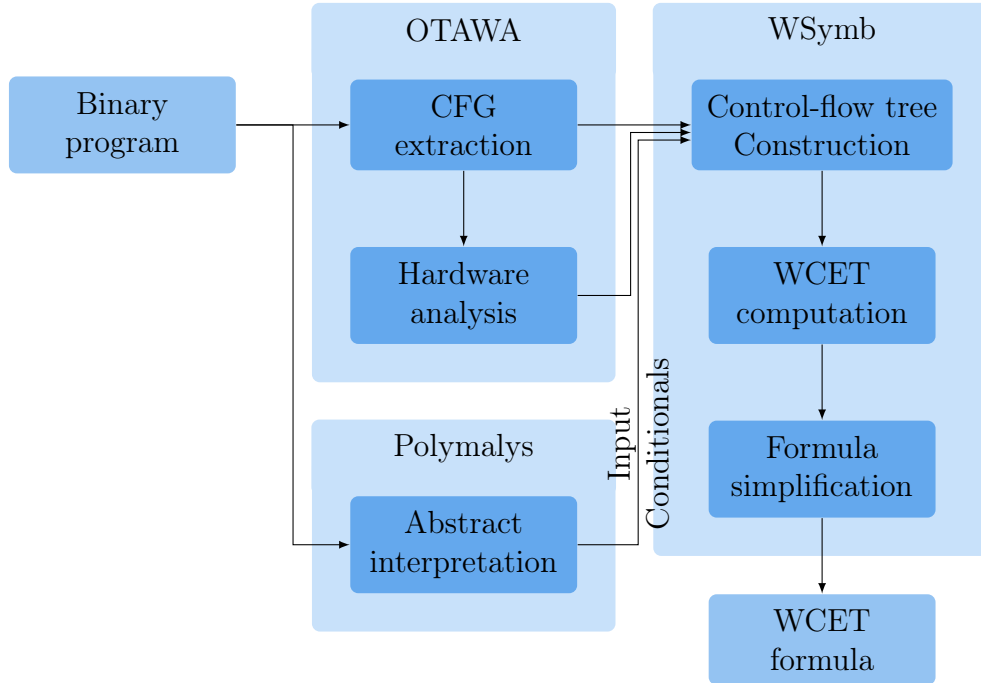 OTAWA
WSymb
Binary
program
CFG
extraction
Control-flow tree
Construction
Hardware
analysis
WCET
computation
Input
Conditionals
Polymalys
Formula
simplification
Abstract
interpretation
WCET
formula